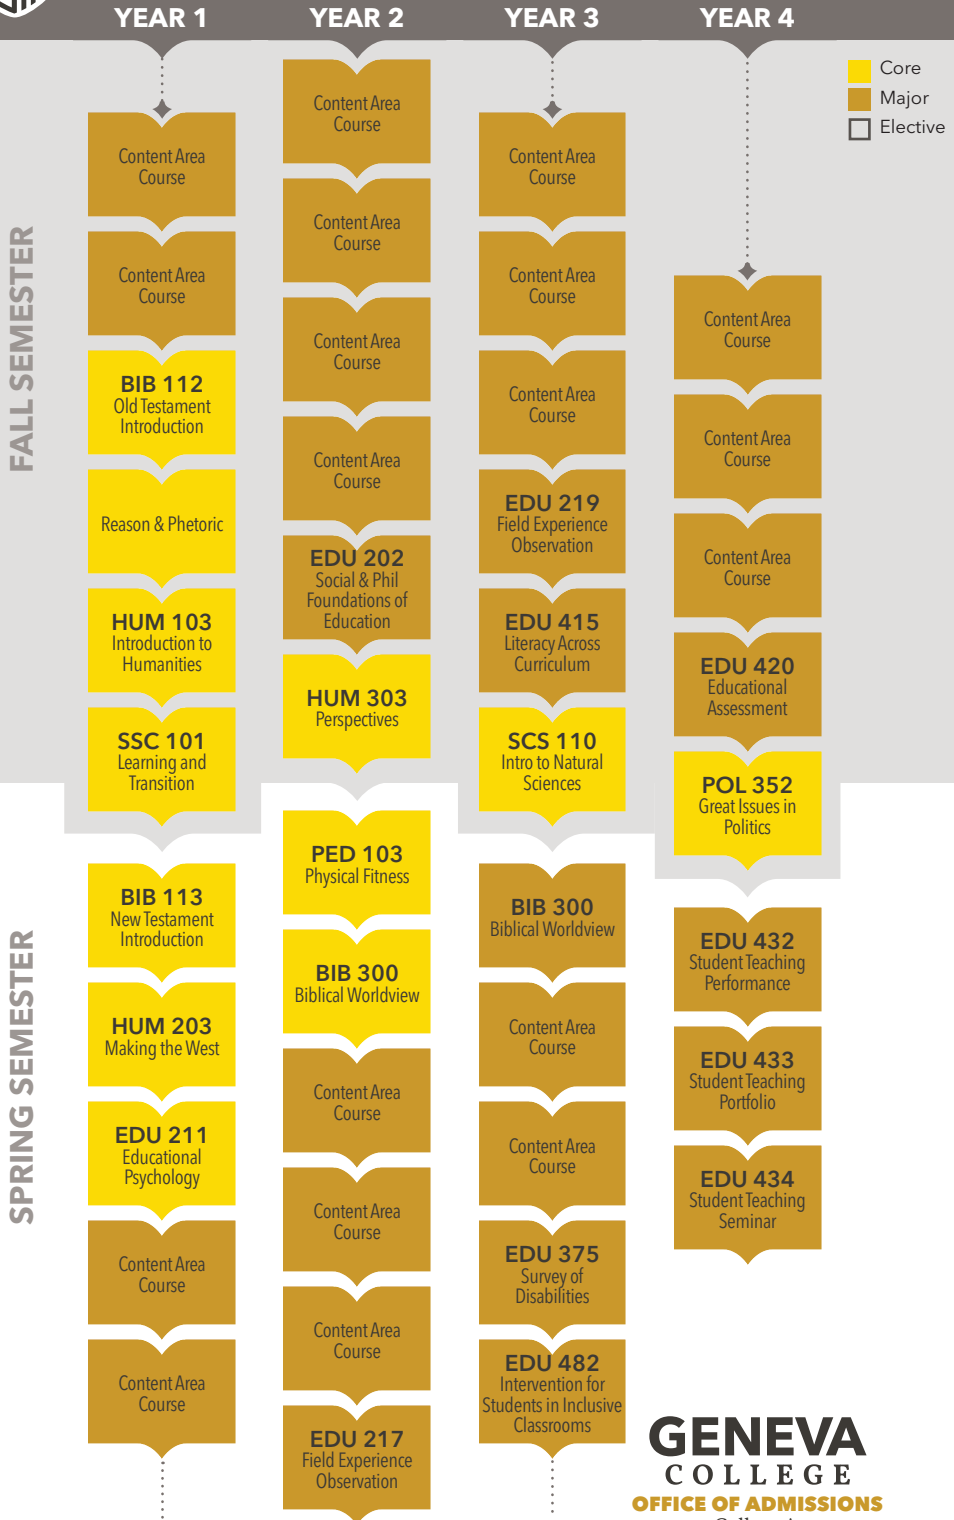 YEAR 1
YEAR 2
YEAR 3
YEAR 4
Core
Major
Elective
FALL SEMESTER
Content Area
Course
Content Area
Course
BIB 112
Old Testament
Introduction
Reason & Phetoric
HUM 103
Introduction to
Humanities
SSC 101
Learning and
Transition
Content Area
Course
Content Area
Course
Content Area
Course
Content Area
Course
EDU 202
Social & Phil
Foundations of
Education
HUM 303
Perspectives
Content Area
Course
Content Area
Course
Content Area
Course
EDU 219
Field Experience
Observation
EDU 415
Literacy Across
Curriculum
SCS 110
Intro to Natural
Sciences
Content Area
Course
Content Area
Course
Content Area
Course
EDU 420
Educational
Assessment
POL 352
Great Issues in
Politics
SPRING SEMESTER
BIB 113
New Testament
Introduction
HUM 203
Making the West
EDU 211
Educational
Psychology
Content Area
Course
Content Area
Course
PED 103
Physical Fitness
BIB 300
Biblical Worldview
Content Area
Course
Content Area
Course
Content Area
Course
EDU 217
Field Experience
Observation
BIB 300
Biblical Worldview
Content Area
Course
Content Area
Course
EDU 375
Survey of
Disabilities
EDU 482
Intervention for
Students in Inclusive
Classrooms
EDU 432
Student Teaching
Performance
EDU 433
Student Teaching
Portfolio
EDU 434
Student Teaching
Seminar
GENEVA
COLLEGE
OFFICE OF ADMISSIONS